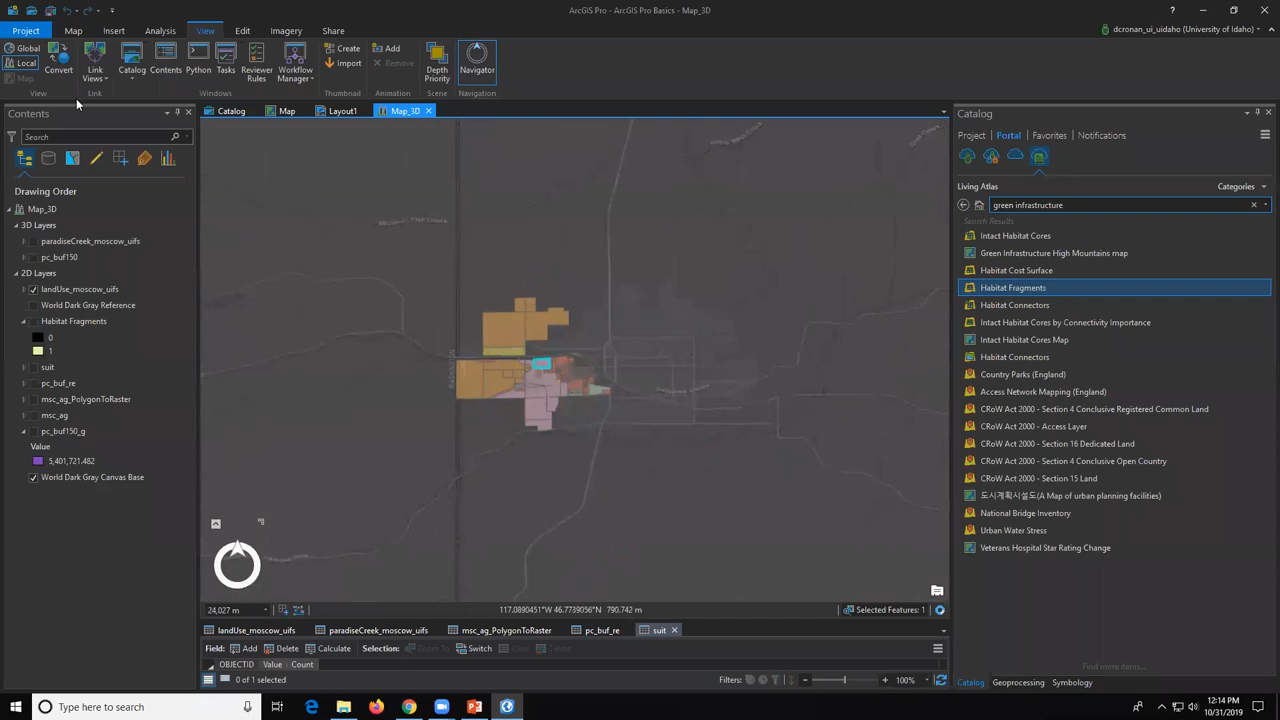 ArcGIS Pro - ArcGIS Pro Basics - Map_3D
?
Project Map Insert Analysis View Edit Imagery Share
dcronan_ui_uidaho (University of Idaho)
Global
Local
Map
Convert
Link Views
Catalog
Contents
Python
Tasks
Reviewer Rules
Workflow Manager
Create
Import
Add
Remove
Depth Priority
Navigator
View Link Windows Thumbnail Animation Scene Navigation
Contents
Search
Drawing Order
Map_3D
3D Layers
paradiseCreek_moscow_uifs
pc_buf150
2D Layers
landUse_moscow_uifs
World Dark Gray Reference
Habitat Fragments
0
1
suit
pc_buf_re
msc_ag_PolygonToRaster
msc_ag
pc_buf150_g
Value
5,401,721.482
World Dark Gray Canvas Base
Catalog Map Layout1 Map_3D
24,027 m
117.0890451°W 46.7739056°N 790.742 m
Selected Features: 1
landUse_moscow_uifs paradiseCreek_moscow_uifs msc_ag_PolygonToRaster pc_buf_re suit
Field: Add Delete Calculate Selection: Zoom To Switch Clear Delete
OBJECTID Value Count
0 of 1 selected
Filters:
100%
Catalog
Project Portal Favorites Notifications
Living Atlas
Categories
green infrastructure
Search Results
Intact Habitat Cores
Green Infrastructure High Mountains map
Habitat Cost Surface
Habitat Fragments
Habitat Connectors
Intact Habitat Cores by Connectivity Importance
Intact Habitat Cores Map
Habitat Connectors
Country Parks (England)
Access Network Mapping (England)
CRoW Act 2000 - Section 4 Conclusive Registered Common Land
CRoW Act 2000 - Access Layer
CRoW Act 2000 - Section 16 Dedicated Land
CRoW Act 2000 - Section 4 Conclusive Open Country
CRoW Act 2000 - Section 15 Land
도시계획시설도(A Map of urban planning facilities)
National Bridge Inventory
Urban Water Stress
Veterans Hospital Star Rating Change
Find more items...
Catalog Geoprocessing Symbology
Type here to search
12:14 PM
10/31/2019